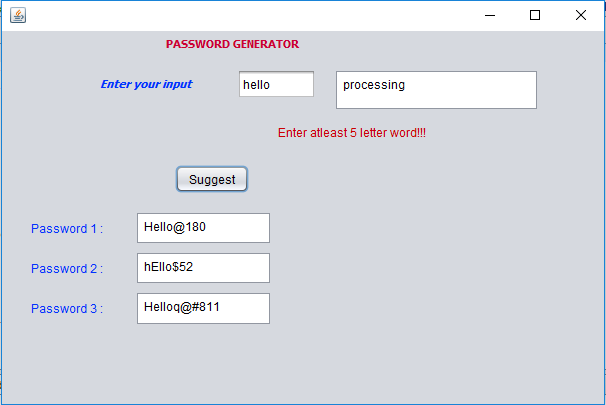 PASSWORD GENERATOR
Enter your input hello processing
Enter atleast 5 letter word!!!
Suggest
Password 1 : Hello@180
Password 2 : hEllo$52
Password 3 : Helloq@#811